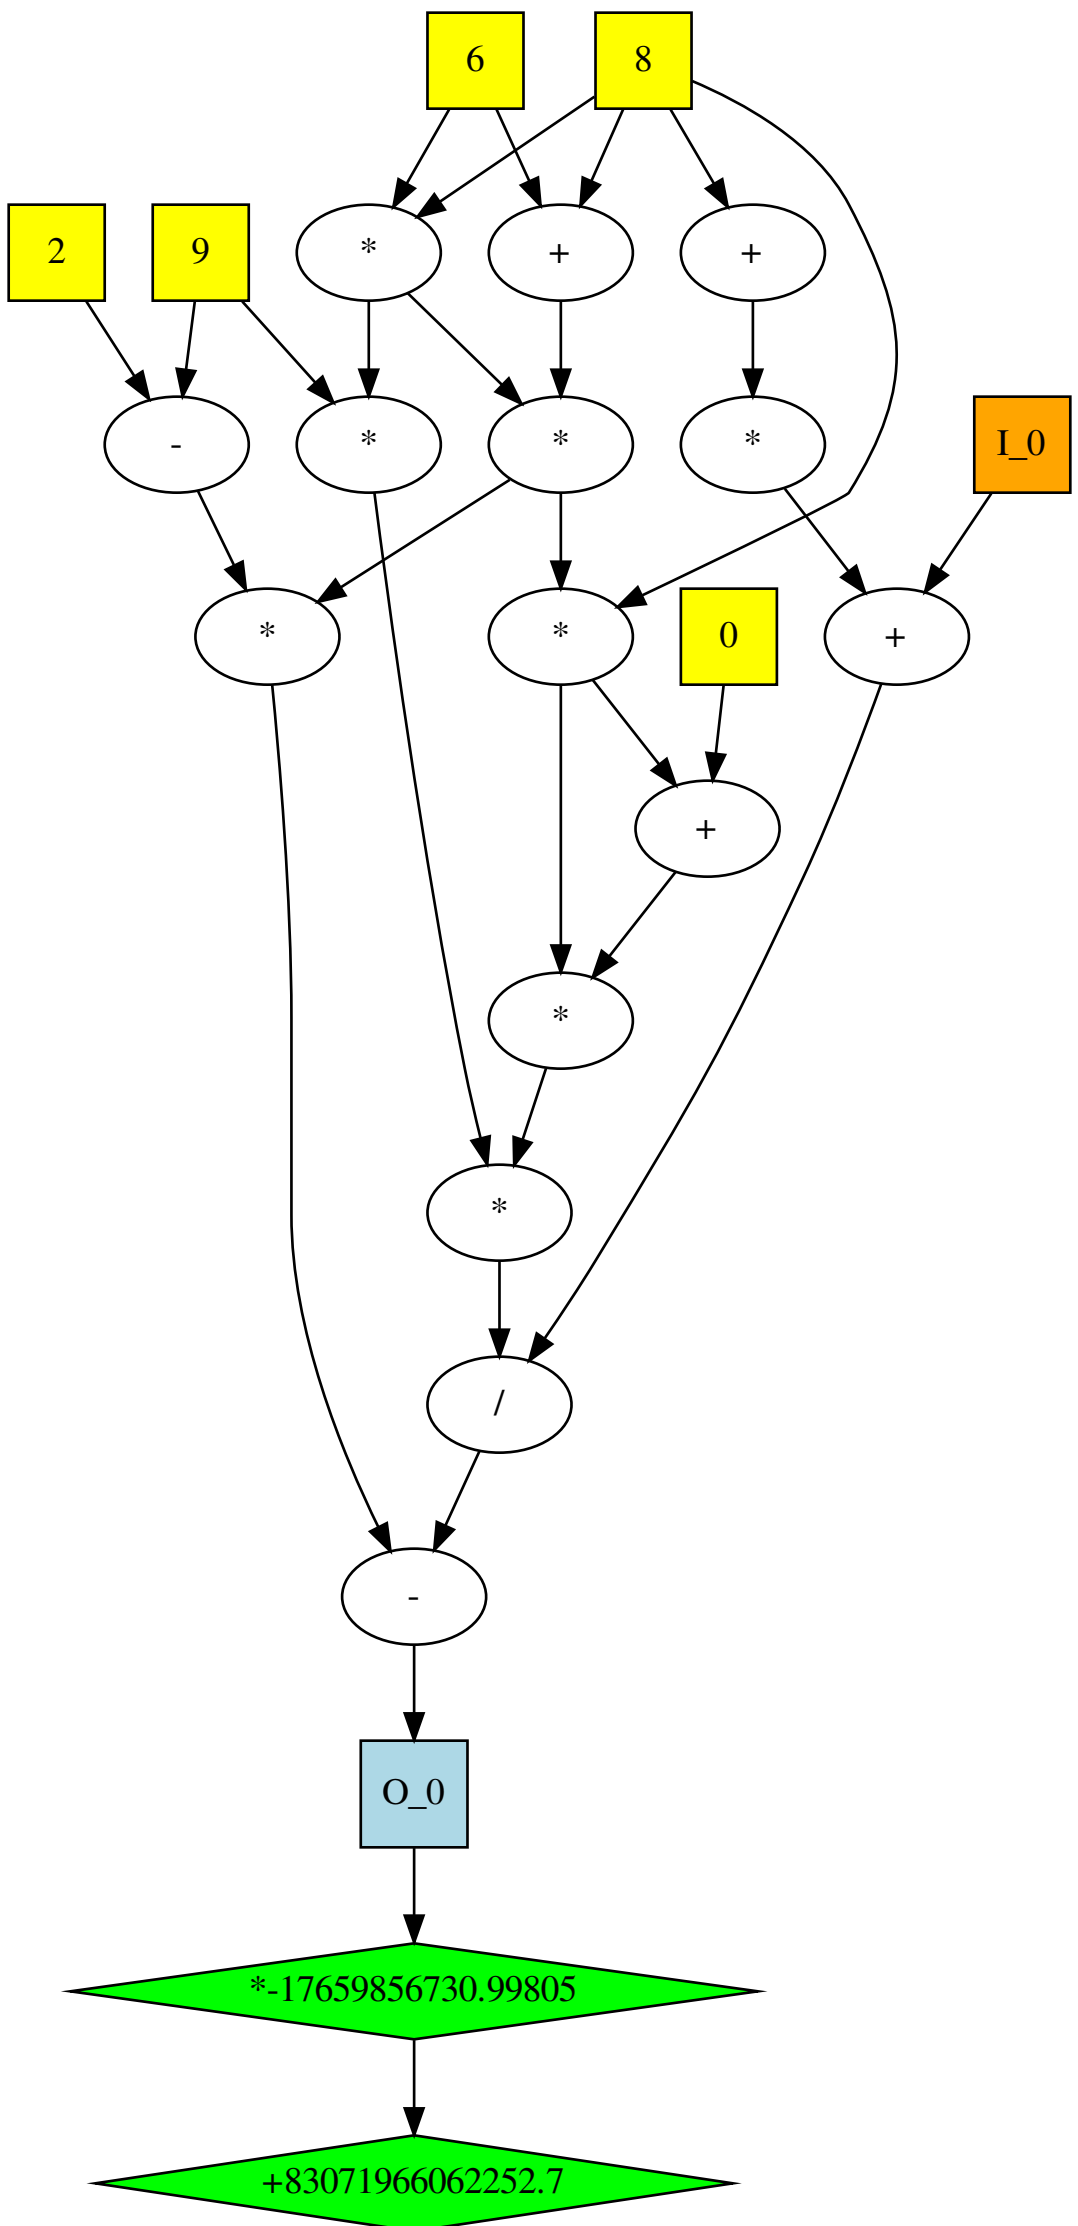 6 8
2 9 * + +
- * * * I_0
* * 0 +
+
*
*
/
-
O_0
*-17659856730.99805
+83071966062252.7